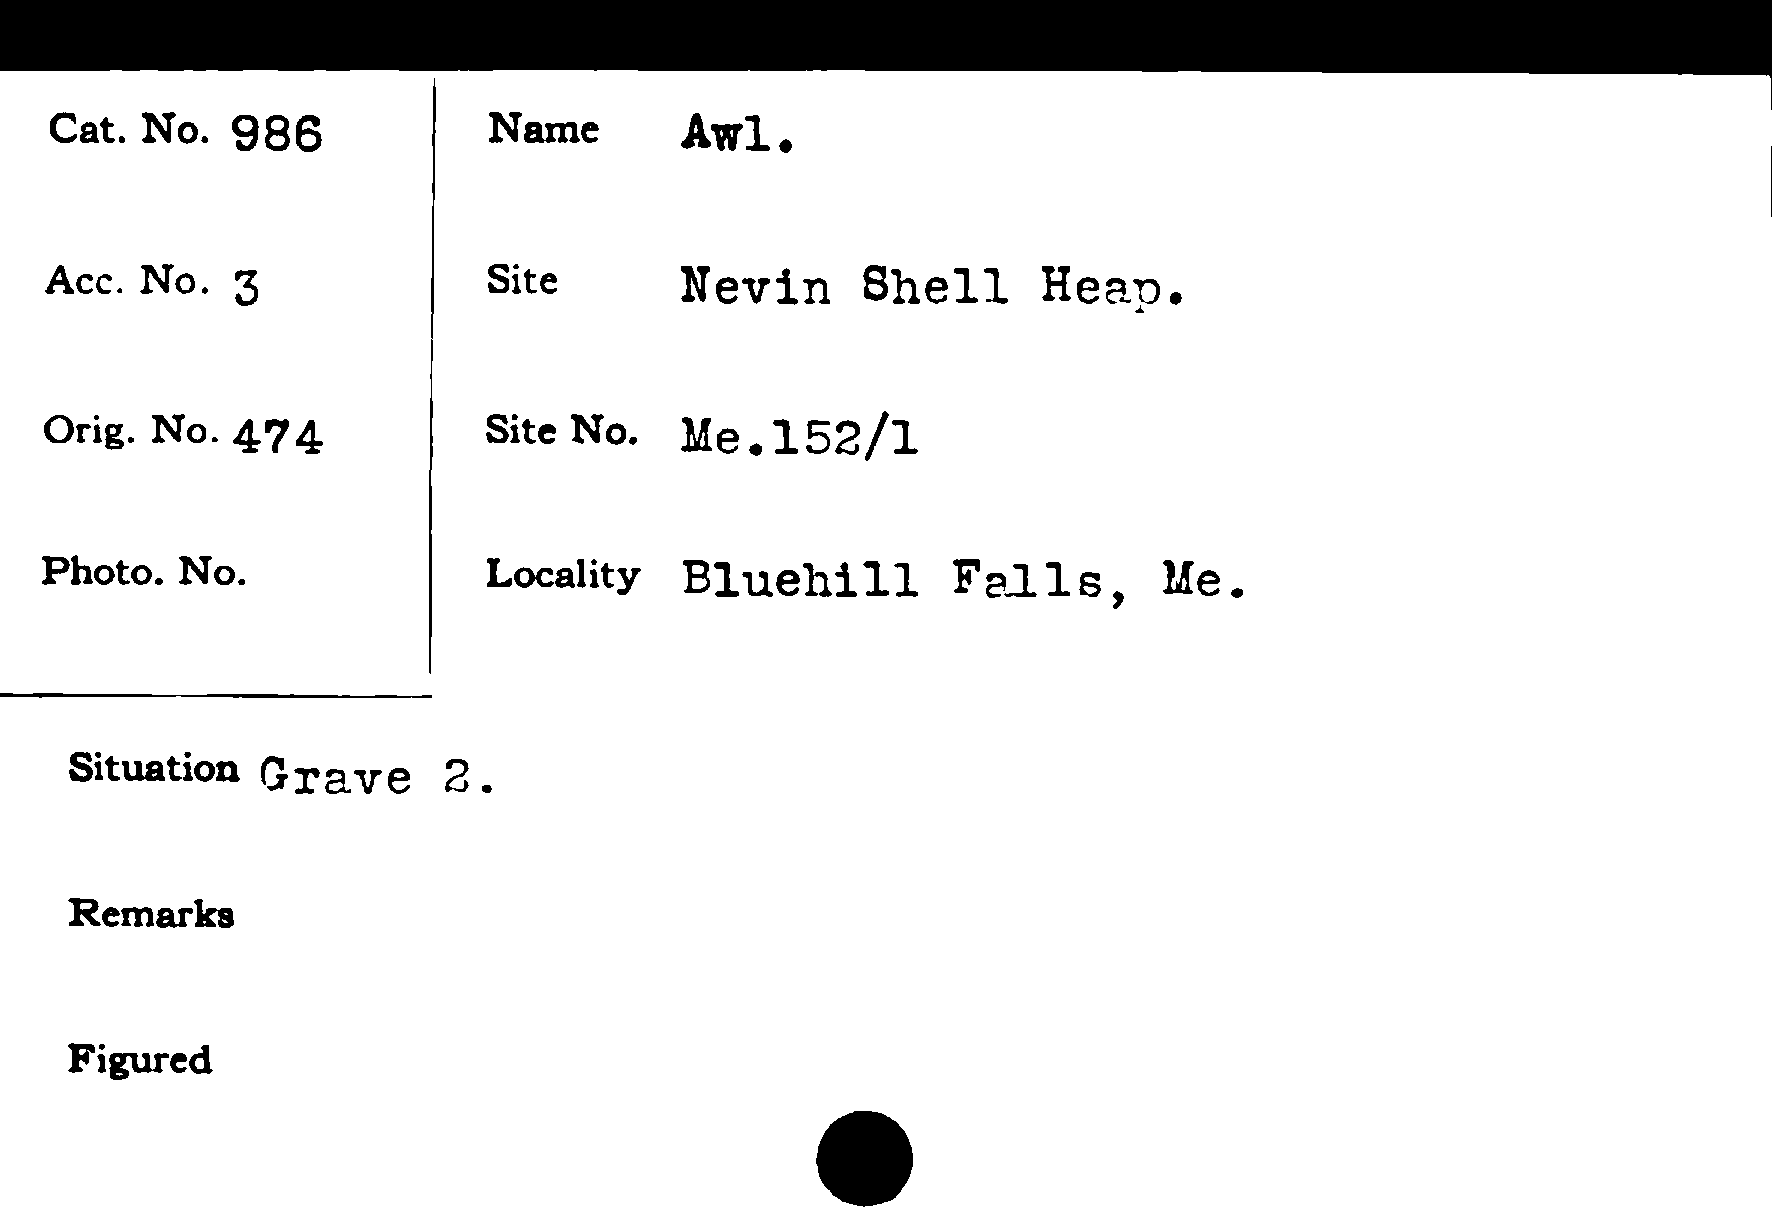 Cat. No. 986
Acc. No. 3
Orig. No. 474
Photo. No.
Name Awl.
Site Nevin Shell Heap.
Site No. Me.152/1
Locality Bluehill Falls, Me.
Situation Grave 2.
Remarks
Figured